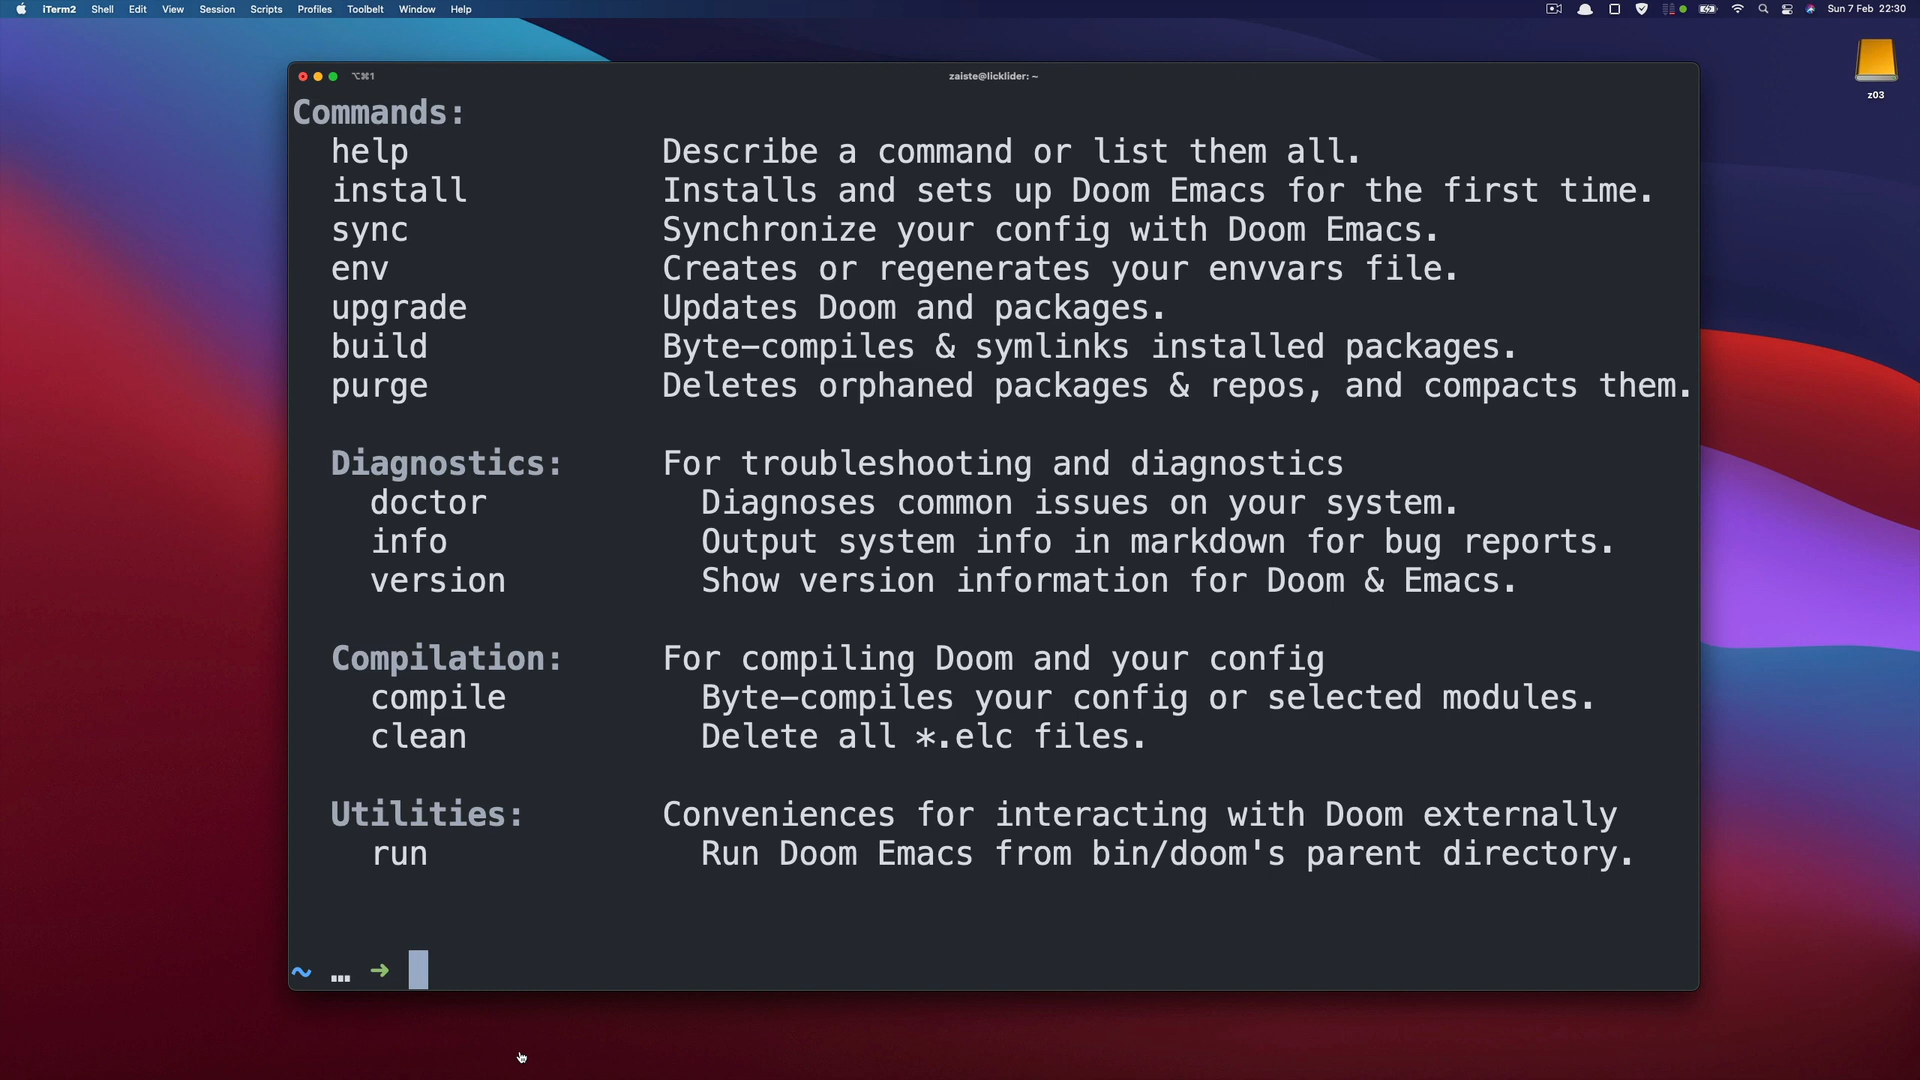 iTerm2 Shell Edit View Session Scripts Profiles Toolbelt Window Help Sun 7 Feb 22:30
⌥⌘1 zaiste@licklider: ~
z03
Commands:
help Describe a command or list them all.
install Installs and sets up Doom Emacs for the first time.
sync Synchronize your config with Doom Emacs.
env Creates or regenerates your envvars file.
upgrade Updates Doom and packages.
build Byte-compiles & symlinks installed packages.
purge Deletes orphaned packages & repos, and compacts them.
Diagnostics: For troubleshooting and diagnostics
doctor Diagnoses common issues on your system.
info Output system info in markdown for bug reports.
version Show version information for Doom & Emacs.
Compilation: For compiling Doom and your config
compile Byte-compiles your config or selected modules.
clean Delete all *.elc files.
Utilities: Conveniences for interacting with Doom externally
run Run Doom Emacs from bin/doom's parent directory.
~ … ➜